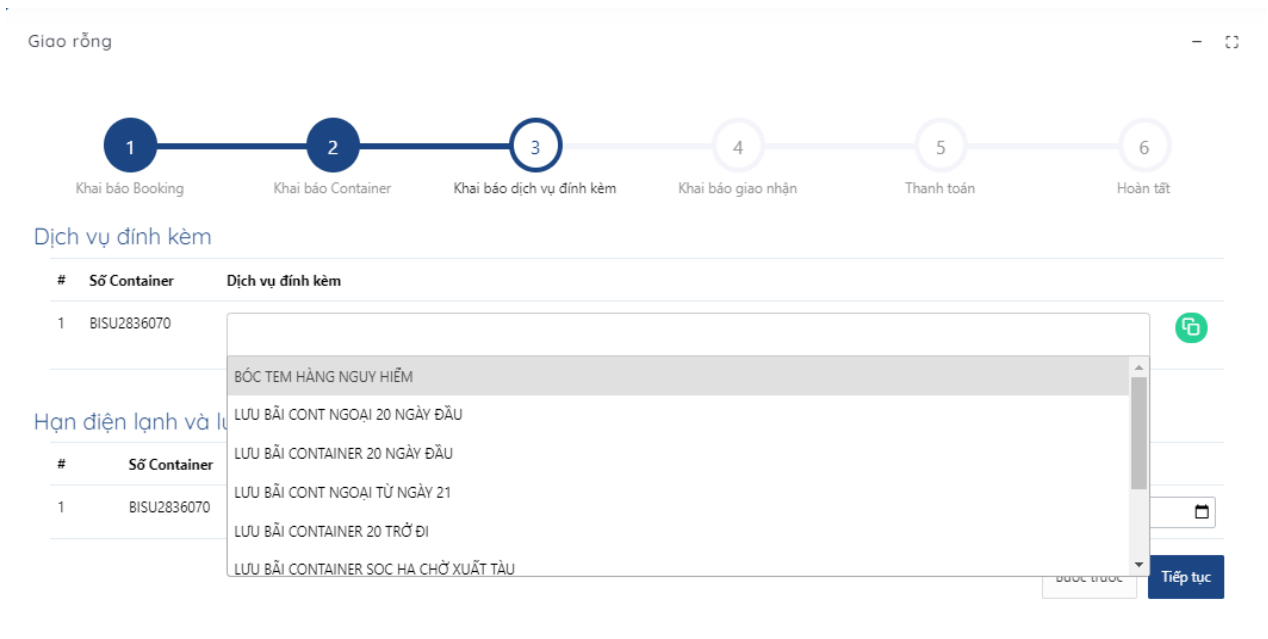 Giao rỗng
1 2 3 4 5 6
Khai báo Booking Khai báo Container Khai báo dịch vụ đính kèm Khai báo giao nhận Thanh toán Hoàn tất
Dịch vụ đính kèm
# Số Container Dịch vụ đính kèm
1 BISU2836070
BÓC TEM HÀNG NGUY HIỂM
LƯU BÃI CONT NGOẠI 20 NGÀY ĐẦU
Hạn điện lạnh và
LƯU BÃI CONTAINER 20 NGÀY ĐẦU
# Số Container
LƯU BÃI CONT NGOẠI TỪ NGÀY 21
1 BISU2836070
LƯU BÃI CONTAINER 20 TRỞ ĐI
LƯU BÃI CONTAINER SOC HA CHỜ XUẤT TÀU
Bước trước Tiếp tục